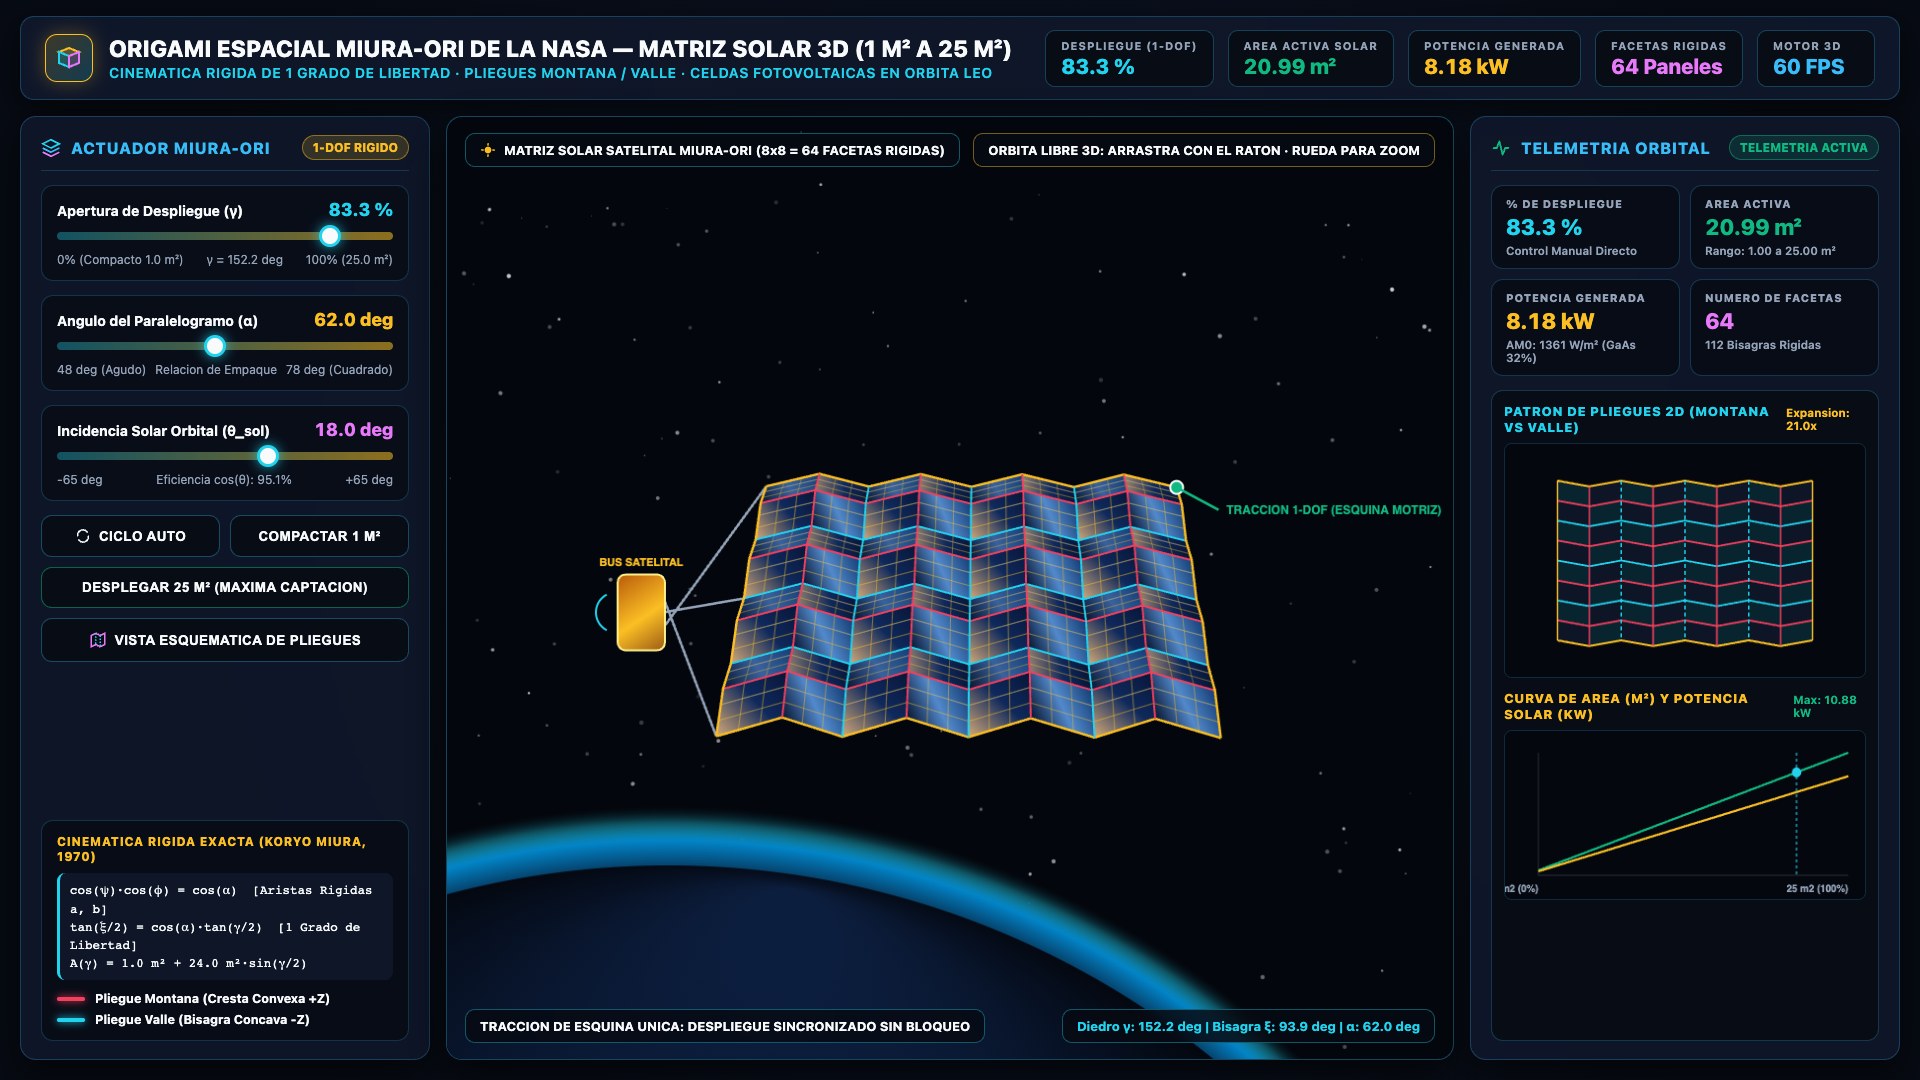 ORIGAMI ESPACIAL MIURA-ORI DE LA NASA — MATRIZ SOLAR 3D (1 M² A 25 M²)
CINEMATICA RIGIDA DE 1 GRADO DE LIBERTAD · PLIEGUES MONTANA / VALLE · CELDAS FOTOVOLTAICAS EN ORBITA LEO
DESPLIEGUE (1-DOF)
83.3 %
AREA ACTIVA SOLAR
20.99 m²
POTENCIA GENERADA
8.18 kW
FACETAS RIGIDAS
64 Paneles
MOTOR 3D
60 FPS
ACTUADOR MIURA-ORI
1-DOF RIGIDO
Apertura de Despliegue (γ)
83.3 %
0% (Compacto 1.0 m²)
γ = 152.2 deg
100% (25.0 m²)
Angulo del Paralelogramo (α)
62.0 deg
48 deg (Agudo)
Relacion de Empaque
78 deg (Cuadrado)
Incidencia Solar Orbital (θ_sol)
18.0 deg
-65 deg
Eficiencia cos(θ): 95.1%
+65 deg
CICLO AUTO
COMPACTAR 1 M²
DESPLEGAR 25 M² (MAXIMA CAPTACION)
VISTA ESQUEMATICA DE PLIEGUES
CINEMATICA RIGIDA EXACTA (KORYO MIURA,
1970)
cos(ψ)·cos(ϕ) = cos(α)  [Aristas Rigidas
a, b]
tan(ξ/2) = cos(α)·tan(γ/2)  [1 Grado de
Libertad]
A(γ) = 1.0 m² + 24.0 m²·sin(γ/2)
Pliegue Montana (Cresta Convexa +Z)
Pliegue Valle (Bisagra Concava -Z)
MATRIZ SOLAR SATELITAL MIURA-ORI (8x8 = 64 FACETAS RIGIDAS)
ORBITA LIBRE 3D: ARRASTRA CON EL RATON · RUEDA PARA ZOOM
TRACCION 1-DOF (ESQUINA MOTRIZ)
BUS SATELITAL
TRACCION DE ESQUINA UNICA: DESPLIEGUE SINCRONIZADO SIN BLOQUEO
Diedro γ: 152.2 deg | Bisagra ξ: 93.9 deg | α: 62.0 deg
TELEMETRIA ORBITAL
TELEMETRIA ACTIVA
% DE DESPLIEGUE
83.3 %
Control Manual Directo
AREA ACTIVA
20.99 m²
Rango: 1.00 a 25.00 m²
POTENCIA GENERADA
8.18 kW
AM0: 1361 W/m² (GaAs
32%)
NUMERO DE FACETAS
64
112 Bisagras Rigidas
PATRON DE PLIEGUES 2D (MONTANA
VS VALLE)
Expansion:
21.0x
CURVA DE AREA (M²) Y POTENCIA
SOLAR (KW)
Max: 10.88
kW
m2 (0%)
25 m2 (100%)